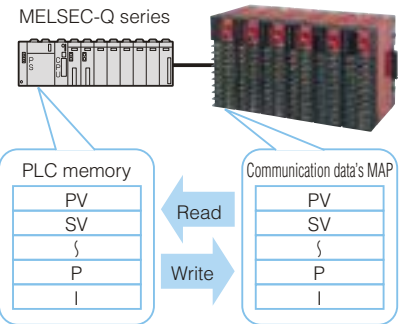 MELSEC-Q series
P
S
C
P
U
PLC memory
PV
SV
∫
P
I
Read
Write
Communication data's MAP
PV
SV
∫
P
I